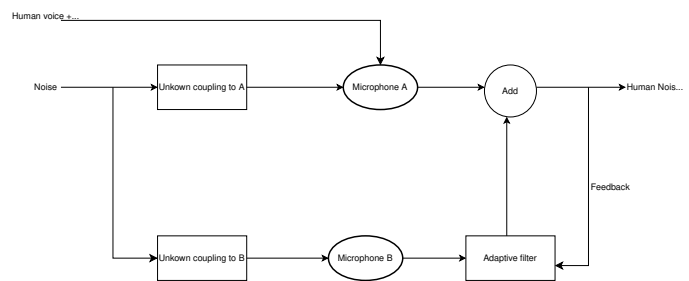 Human voice +...
Unkown coupling to A
Microphone A
Add
Noise
Human Nois...
Feedback
Unkown coupling to B
Microphone B
Adaptive filter